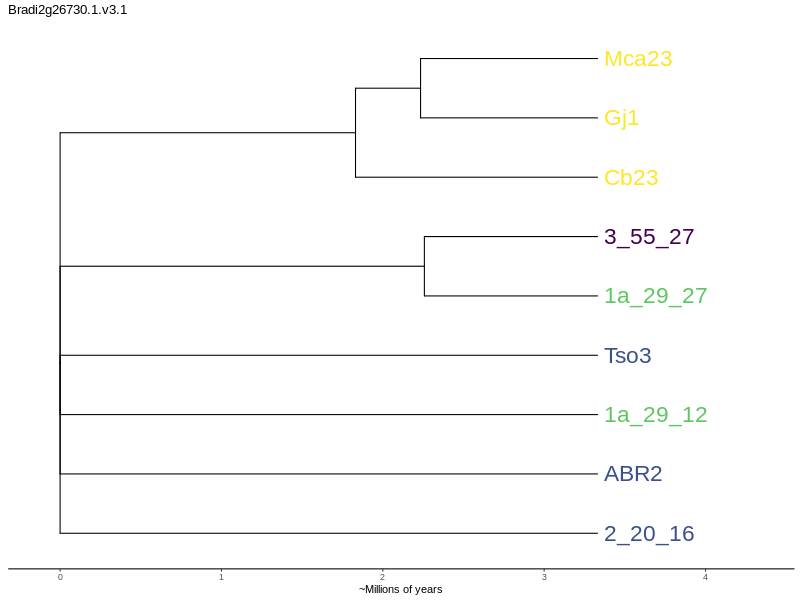 Bradi2g26730.1.v3.1
Mca23
Gj1
Cb23
3_55_27
1a_29_27
Tso3
1a_29_12
ABR2
2_20_16
0 1 2 3 4
~Millions of years